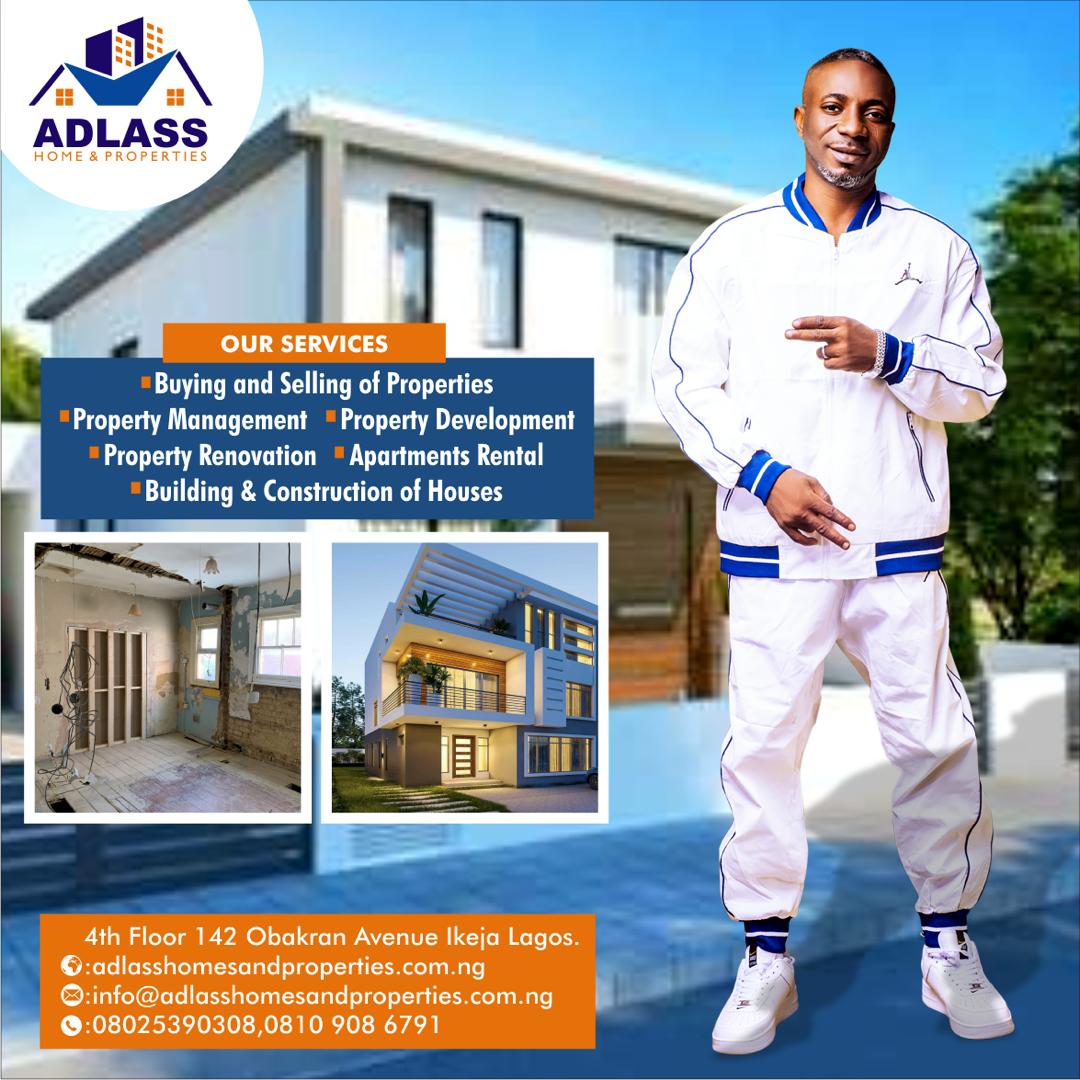 ADLASS
HOME & PROPERTIES
OUR SERVICES
Buying and Selling of Properties
Property Management Property Development
Property Renovation Apartments Rental
Building & Construction of Houses
4th Floor 142 Obakran Avenue Ikeja Lagos.
:adlasshomesandproperties.com.ng
:info@adlasshomesandproperties.com.ng
:08025390308,0810 908 6791